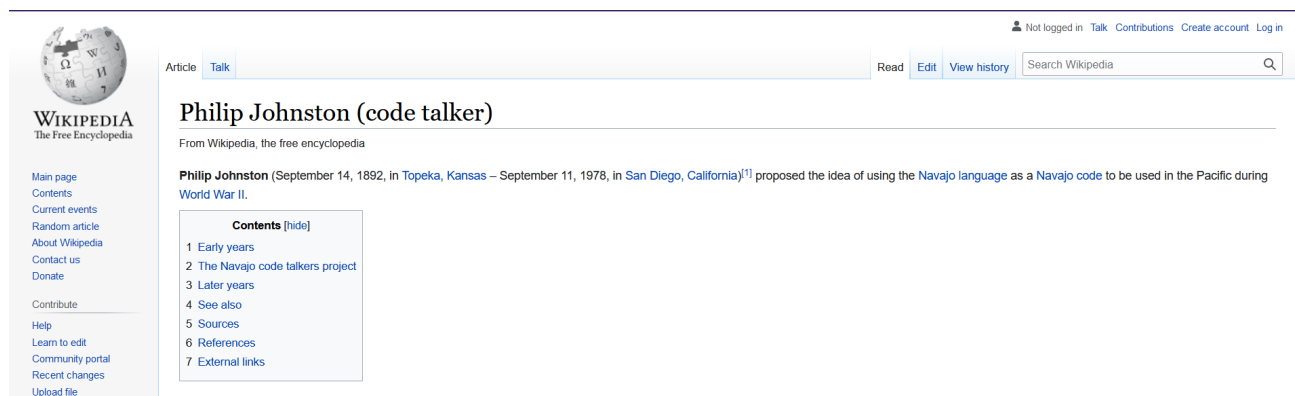 Not logged in Talk Contributions Create account Log in
Article Talk
Read Edit View history Search Wikipedia
WIKIPEDIA
The Free Encyclopedia
Main page
Contents
Current events
Random article
About Wikipedia
Contact us
Donate
Contribute
Help
Learn to edit
Community portal
Recent changes
Upload file
Philip Johnston (code talker)
From Wikipedia, the free encyclopedia
Philip Johnston (September 14, 1892, in Topeka, Kansas – September 11, 1978, in San Diego, California)[1] proposed the idea of using the Navajo language as a Navajo code to be used in the Pacific during
World War II.
Contents [hide]
1 Early years
2 The Navajo code talkers project
3 Later years
4 See also
5 Sources
6 References
7 External links